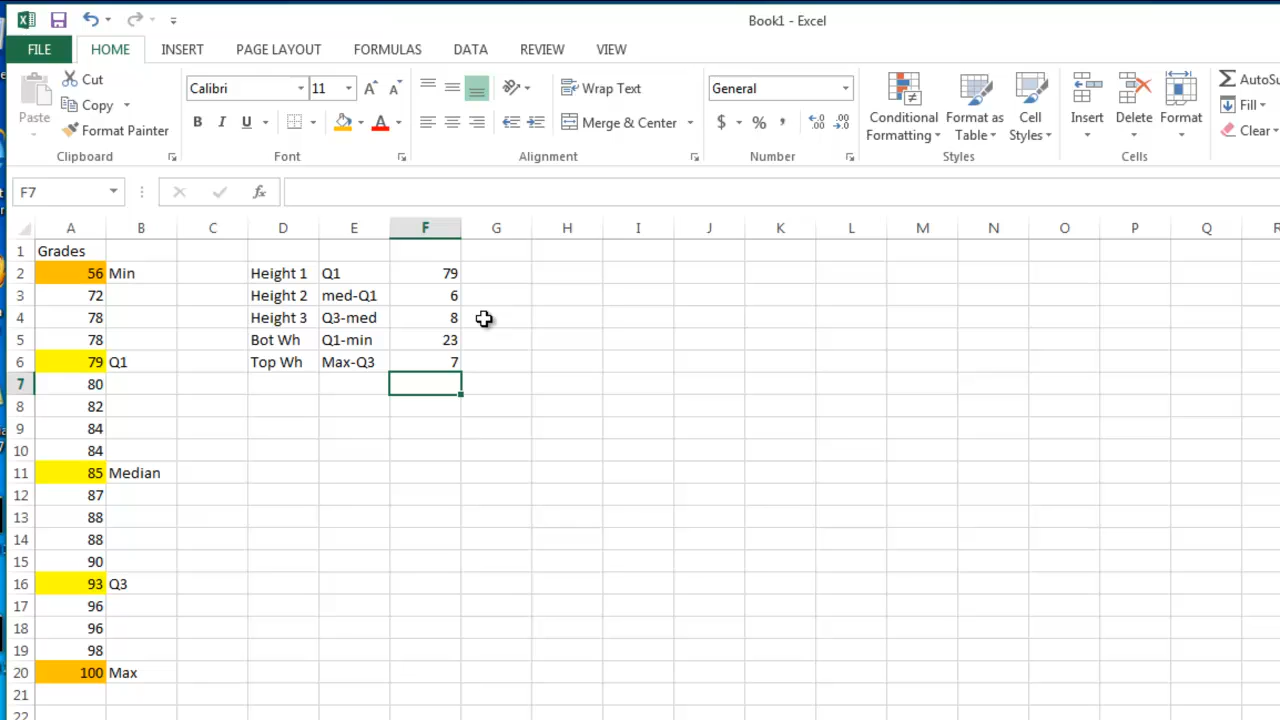 Book1 - Excel
FILE HOME INSERT PAGE LAYOUT FORMULAS DATA REVIEW VIEW
Paste
Cut
Copy
Format Painter
Clipboard
Calibri 11
B I U
Font
Wrap Text
Merge & Center
Alignment
General
$ % ,
Number
Conditional Formatting
Format as Table
Cell Styles
Styles
Insert Delete Format
Cells
Σ AutoSu
Fill
Clear
F7 fx
A B C D E F G H I J K L M N O P Q R
1 Grades
2 56 Min Height 1 Q1 79
3 72 Height 2 med-Q1 6
4 78 Height 3 Q3-med 8
5 78 Bot Wh Q1-min 23
6 79 Q1 Top Wh Max-Q3 7
7 80
8 82
9 84
10 84
11 85 Median
12 87
13 88
14 88
15 90
16 93 Q3
17 96
18 96
19 98
20 100 Max
21
22